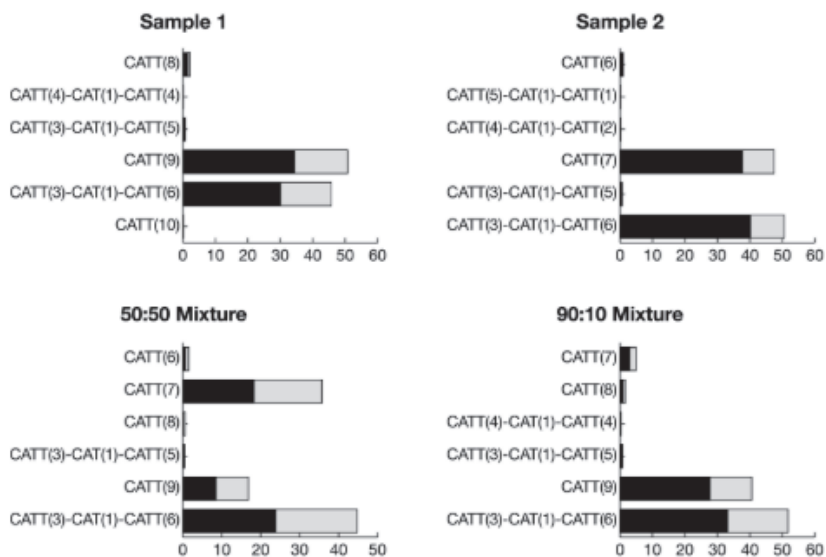 Sample 1
CATT(8)
CATT(4)-CAT(1)-CATT(4)
CATT(3)-CAT(1)-CATT(5)
CATT(9)
CATT(3)-CAT(1)-CATT(6)
CATT(10)
0 10 20 30 40 50 60
Sample 2
CATT(6)
CATT(5)-CAT(1)-CATT(1)
CATT(4)-CAT(1)-CATT(2)
CATT(7)
CATT(3)-CAT(1)-CATT(5)
CATT(3)-CAT(1)-CATT(6)
0 10 20 30 40 50 60
50:50 Mixture
CATT(6)
CATT(7)
CATT(8)
CATT(3)-CAT(1)-CATT(5)
CATT(9)
CATT(3)-CAT(1)-CATT(6)
0 10 20 30 40 50
90:10 Mixture
CATT(7)
CATT(8)
CATT(4)-CAT(1)-CATT(4)
CATT(3)-CAT(1)-CATT(5)
CATT(9)
CATT(3)-CAT(1)-CATT(6)
0 10 20 30 40 50 60